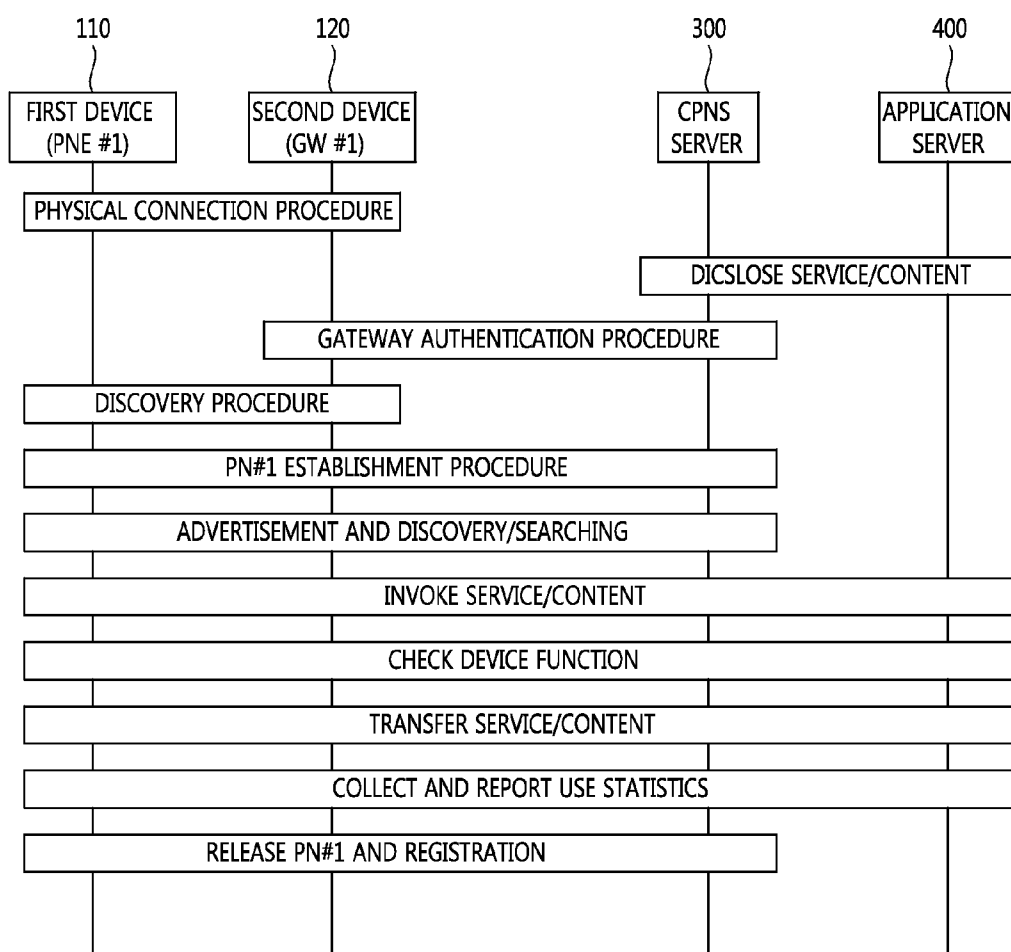 110
120
300
400
FIRST DEVICE
(PNE #1)
SECOND DEVICE
(GW #1)
CPNS
SERVER
APPLICATION
SERVER
PHYSICAL CONNECTION PROCEDURE
DICSLOSE SERVICE/CONTENT
GATEWAY AUTHENTICATION PROCEDURE
DISCOVERY PROCEDURE
PN#1 ESTABLISHMENT PROCEDURE
ADVERTISEMENT AND DISCOVERY/SEARCHING
INVOKE SERVICE/CONTENT
CHECK DEVICE FUNCTION
TRANSFER SERVICE/CONTENT
COLLECT AND REPORT USE STATISTICS
RELEASE PN#1 AND REGISTRATION